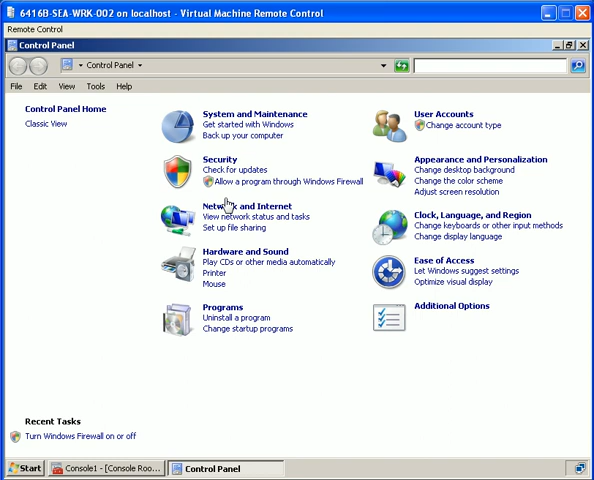 6416B-SEA-WRK-002 on localhost - Virtual Machine Remote Control
Remote Control
Control Panel
Control Panel
File Edit View Tools Help
Control Panel Home
Classic View
System and Maintenance
Get started with Windows
Back up your computer
Security
Check for updates
Allow a program through Windows Firewall
Network and Internet
View network status and tasks
Set up file sharing
Hardware and Sound
Play CDs or other media automatically
Printer
Mouse
Programs
Uninstall a program
Change startup programs
User Accounts
Change account type
Appearance and Personalization
Change desktop background
Change the color scheme
Adjust screen resolution
Clock, Language, and Region
Change keyboards or other input methods
Change display language
Ease of Access
Let Windows suggest settings
Optimize visual display
Additional Options
Recent Tasks
Turn Windows Firewall on or off
Start Console1 - [Console Roo... Control Panel